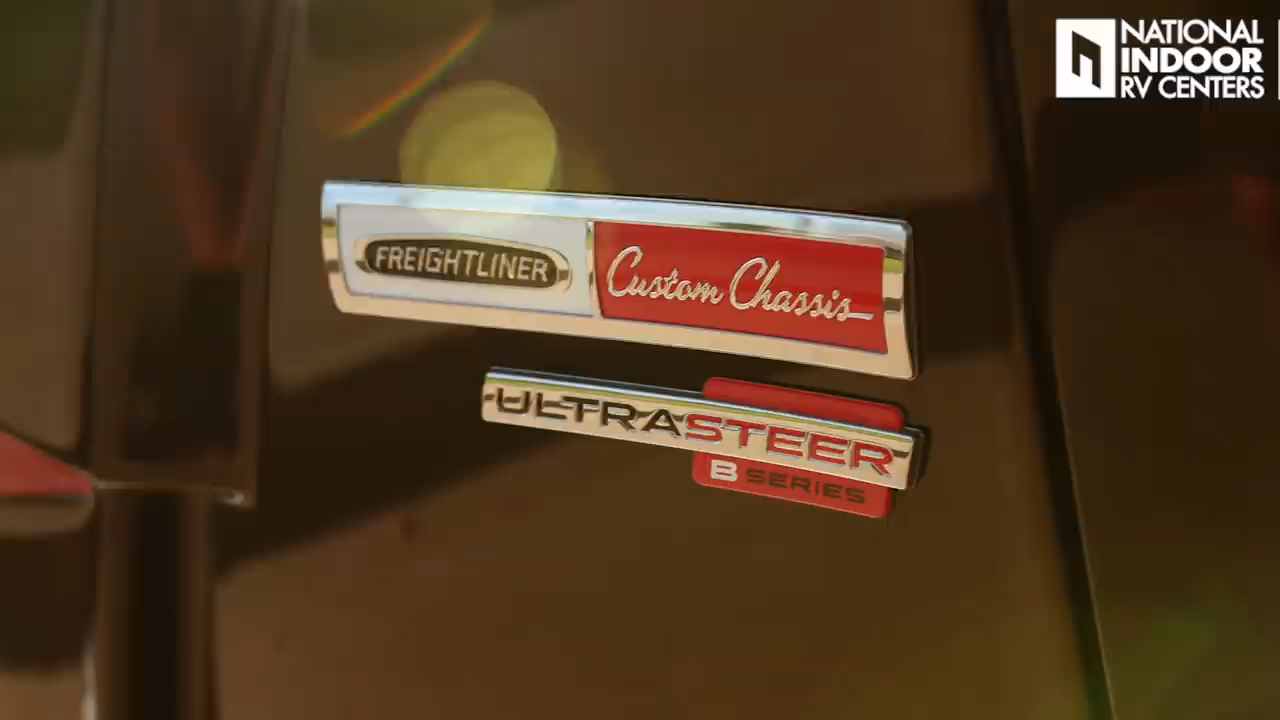 NATIONAL
INDOOR
RV CENTERS
FREIGHTLINER
Custom Chassis
ULTRASTEER
B SERIES